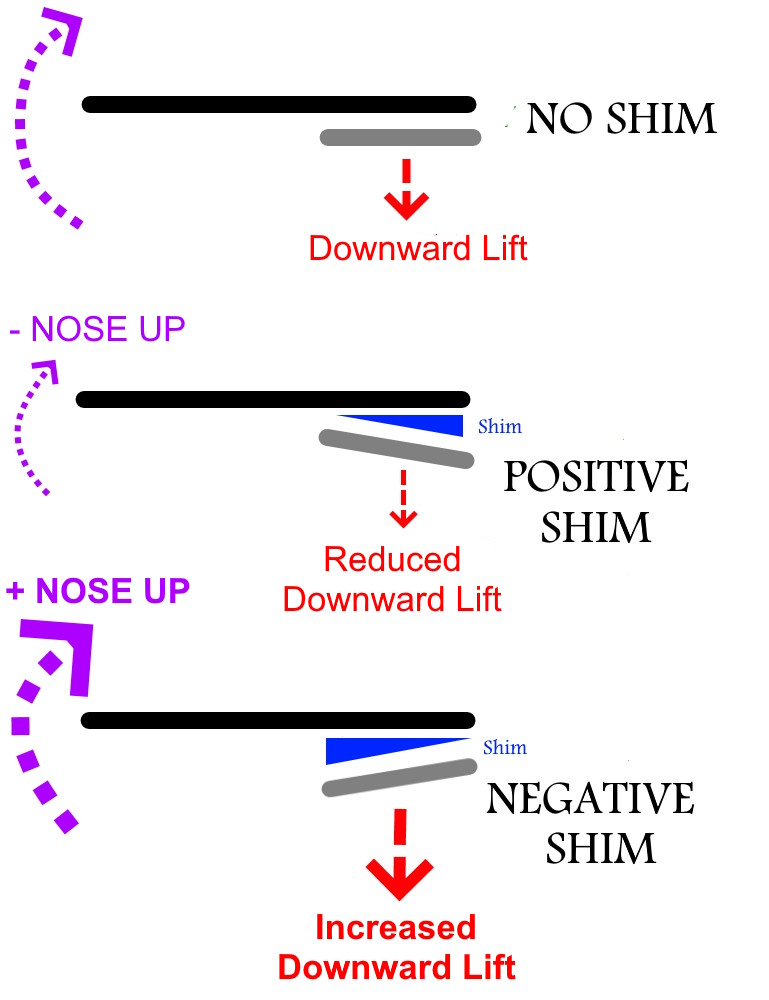 NO SHIM
Downward Lift
- NOSE UP
Shim
POSITIVE
SHIM
Reduced
Downward Lift
+ NOSE UP
Shim
NEGATIVE
SHIM
Increased
Downward Lift